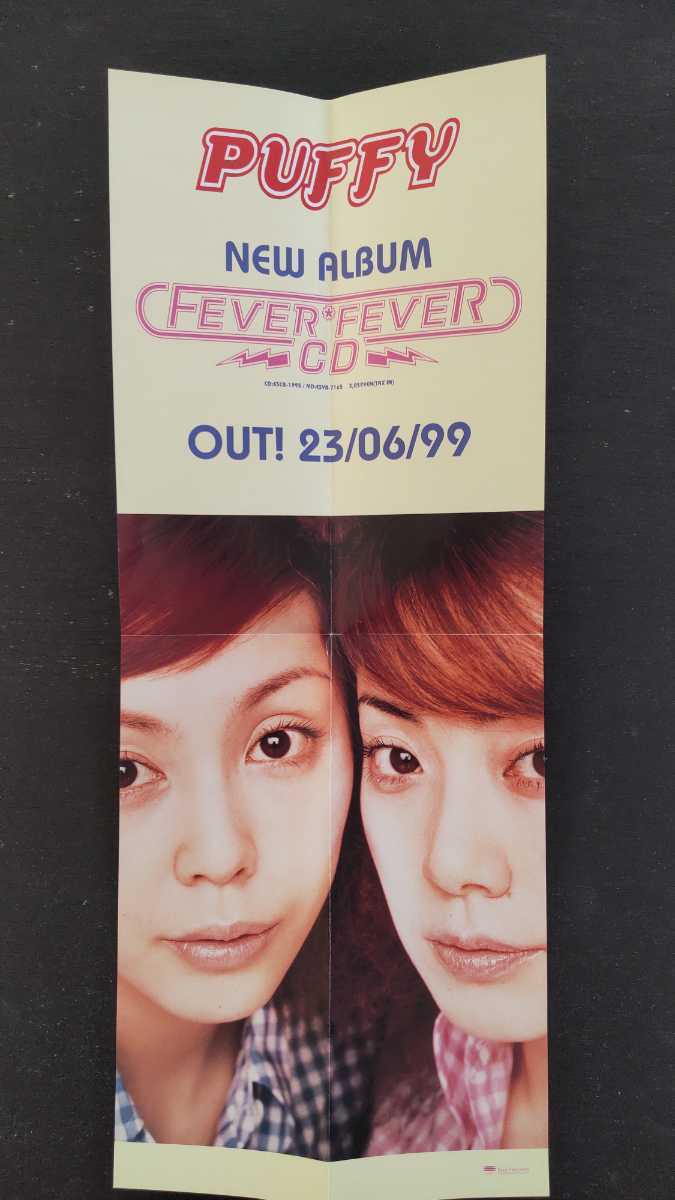 PUFFY
NEW ALBUM
FEVER*FEVER
CD
OUT! 23/06/99